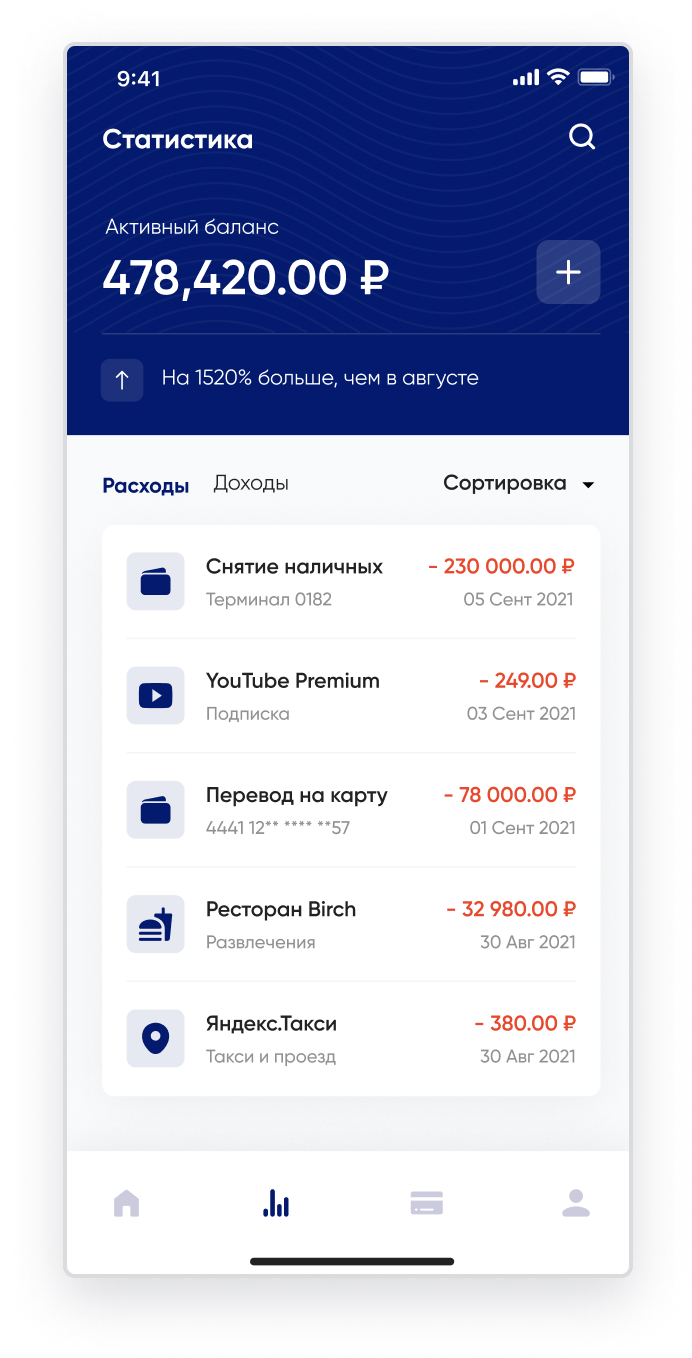 9:41
Статистика
Активный баланс
478,420.00 ₽
На 1520% больше, чем в августе
Расходы Доходы Сортировка
Снятие наличных - 230 000.00 ₽
Терминал 0182 05 Сент 2021
YouTube Premium - 249.00 ₽
Подписка 03 Сент 2021
Перевод на карту - 78 000.00 ₽
4441 12** **** **57 01 Сент 2021
Ресторан Birch - 32 980.00 ₽
Развлечения 30 Авг 2021
Яндекс.Такси - 380.00 ₽
Такси и проезд 30 Авг 2021